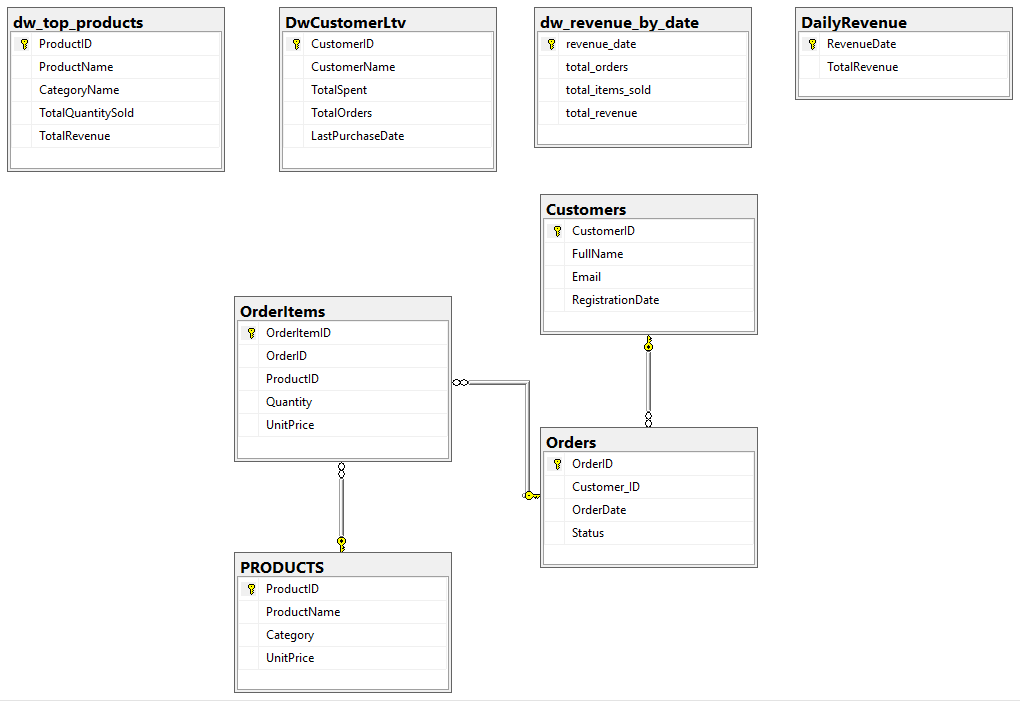 dw_top_products
ProductID
ProductName
CategoryName
TotalQuantitySold
TotalRevenue
DwCustomerLtv
CustomerID
CustomerName
TotalSpent
TotalOrders
LastPurchaseDate
dw_revenue_by_date
revenue_date
total_orders
total_items_sold
total_revenue
DailyRevenue
RevenueDate
TotalRevenue
Customers
CustomerID
FullName
Email
RegistrationDate
OrderItems
OrderItemID
OrderID
ProductID
Quantity
UnitPrice
Orders
OrderID
Customer_ID
OrderDate
Status
PRODUCTS
ProductID
ProductName
Category
UnitPrice